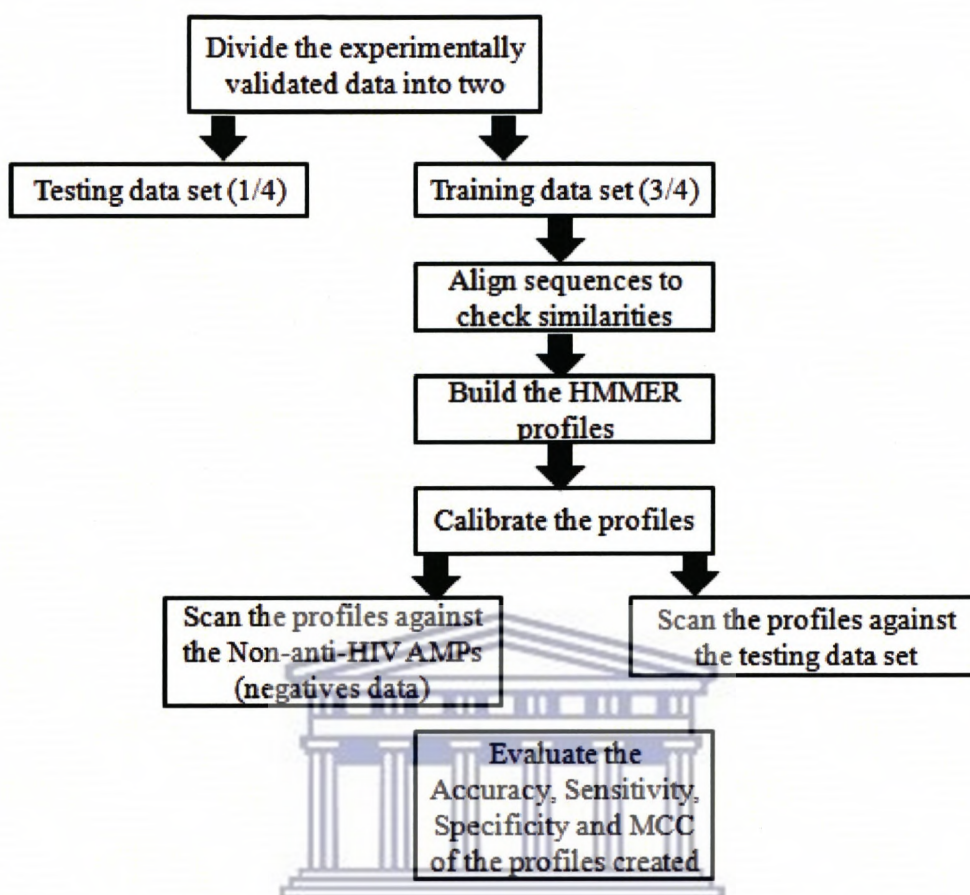 Divide the experimentally
validated data into two
Testing data set (1/4)
Training data set (3/4)
Align sequences to
check similarities
Build the HMMER
profiles
Calibrate the profiles
Scan the profiles against
the Non-anti-HIV AMPs
(negatives data)
Scan the profiles against
the testing data set
Evaluate the
Accuracy, Sensitivity,
Specificity and MCC
of the profiles created